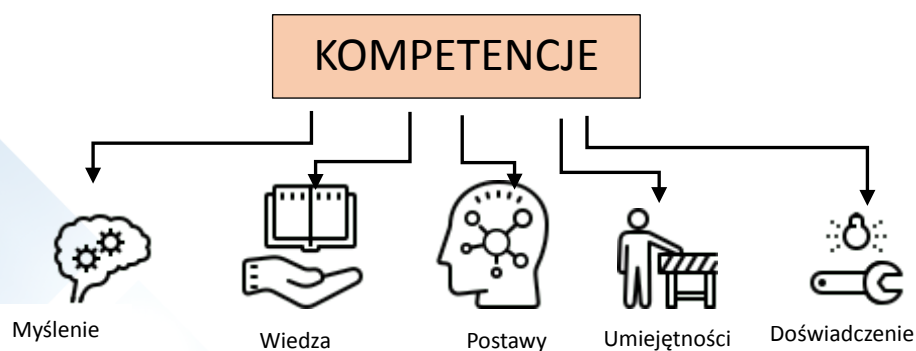 KOMPETENCJE
Myślenie
Wiedza
Postawy
Umiejętności
Doświadczenie